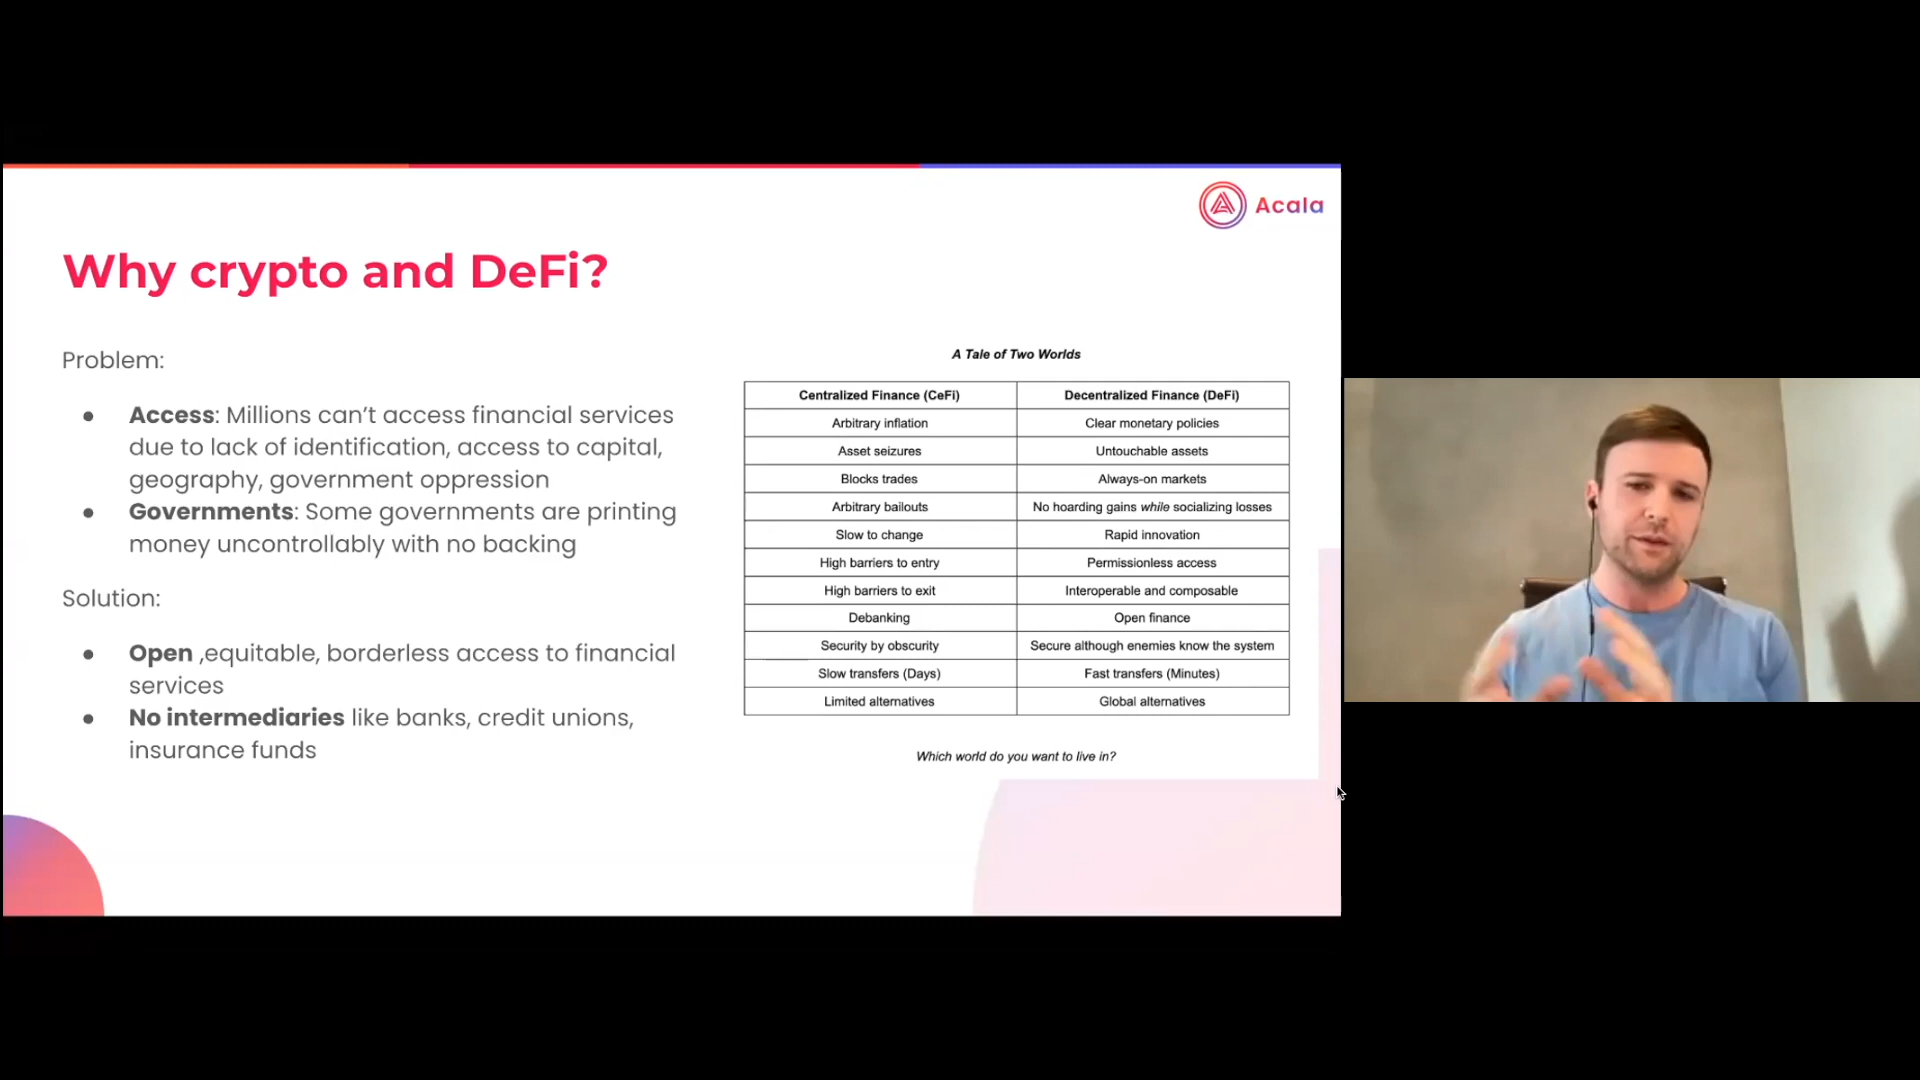 Acala
Why crypto and DeFi?
Problem:
● Access: Millions can’t access financial services
due to lack of identification, access to capital,
geography, government oppression
● Governments: Some governments are printing
money uncontrollably with no backing
Solution:
● Open ,equitable, borderless access to financial
services
● No intermediaries like banks, credit unions,
insurance funds
A Tale of Two Worlds
Centralized Finance (CeFi) Decentralized Finance (DeFi)
Arbitrary inflation Clear monetary policies
Asset seizures Untouchable assets
Blocks trades Always-on markets
Arbitrary bailouts No hoarding gains while socializing losses
Slow to change Rapid innovation
High barriers to entry Permissionless access
High barriers to exit Interoperable and composable
Debanking Open finance
Security by obscurity Secure although enemies know the system
Slow transfers (Days) Fast transfers (Minutes)
Limited alternatives Global alternatives
Which world do you want to live in?